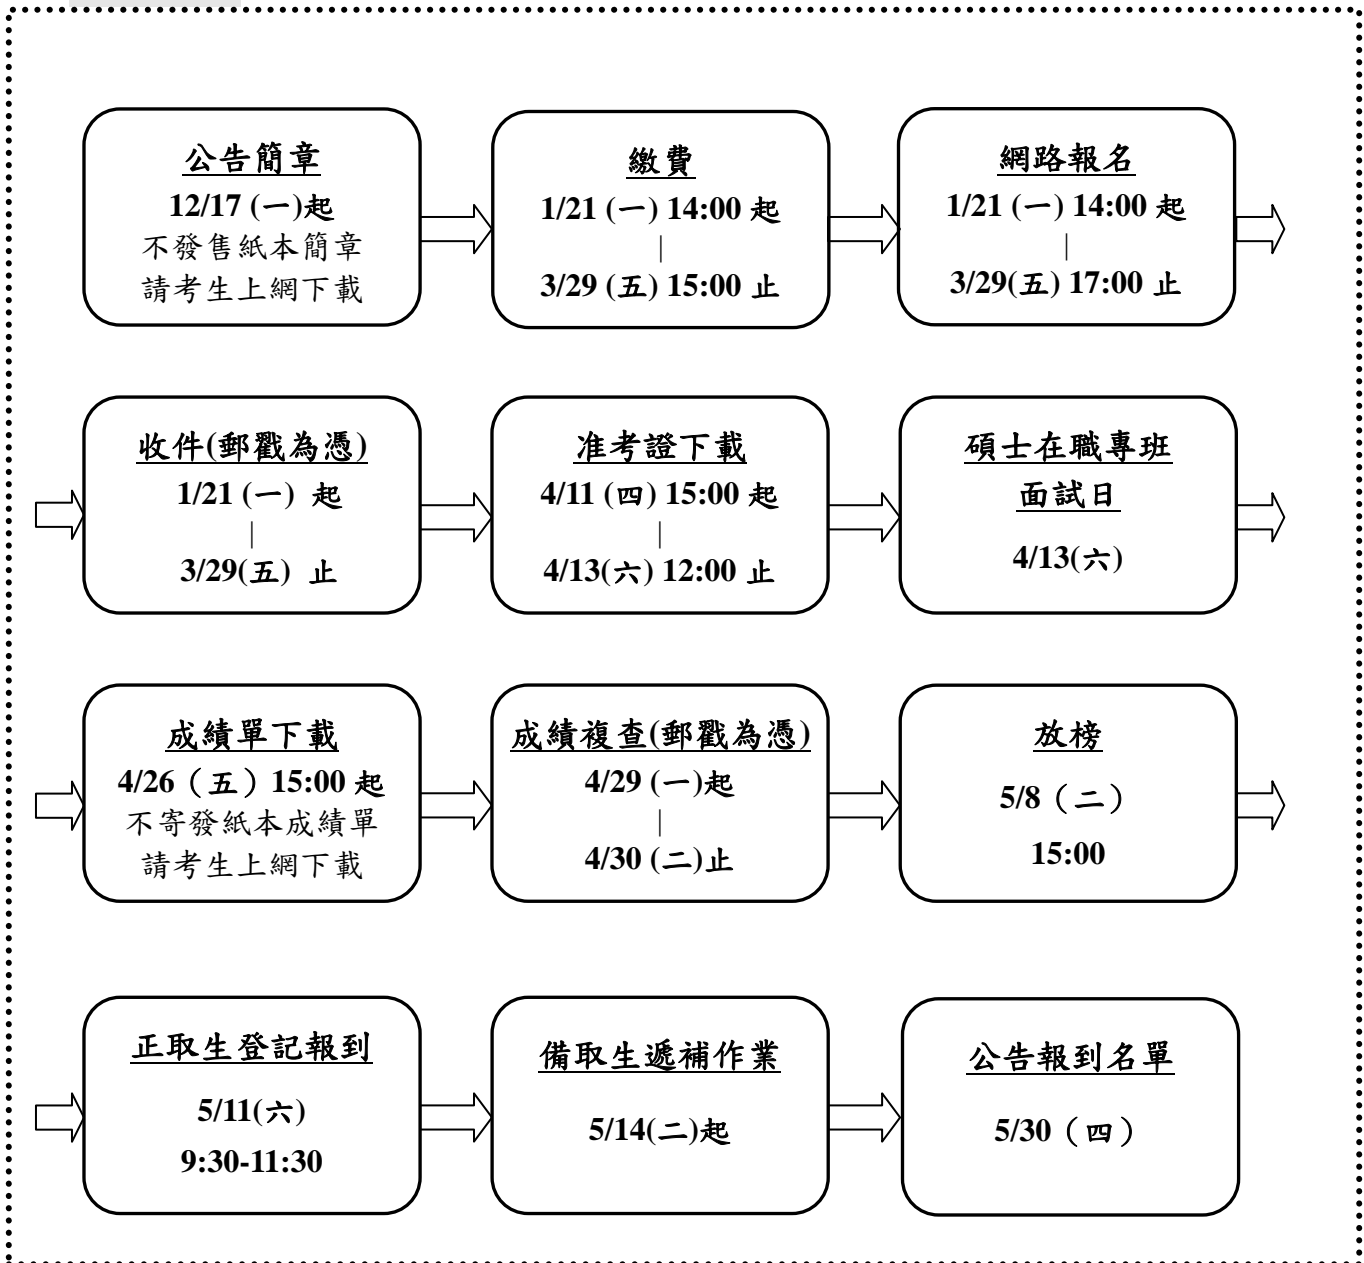 公告簡章
12/17 (一)起
不發售紙本簡章
請考生上網下載
繳費
1/21 (一) 14:00 起
|
3/29 (五) 15:00 止
網路報名
1/21 (一) 14:00 起
|
3/29(五) 17:00 止
收件(郵戳為憑)
1/21 (一) 起
|
3/29(五) 止
准考證下載
4/11 (四) 15:00 起
|
4/13(六) 12:00 止
碩士在職專班
面試日
4/13(六)
成績單下載
4/26（五）15:00 起
不寄發紙本成績單
請考生上網下載
成績複查(郵戳為憑)
4/29 (一)起
|
4/30 (二)止
放榜
5/8（二）
15:00
正取生登記報到
5/11(六)
9:30-11:30
備取生遞補作業
5/14(二)起
公告報到名單
5/30（四）